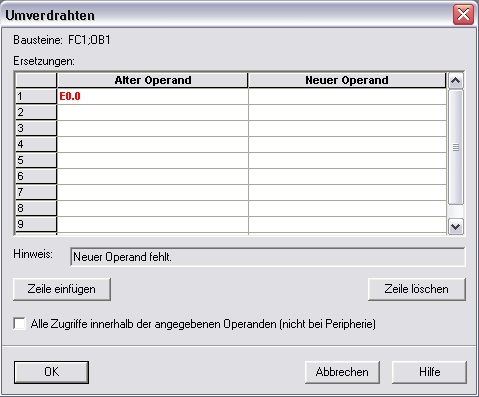 Umverdrahten
Bausteine: FC1;OB1
Ersetzungen:
Alter Operand Neuer Operand
1 E0.0
2
3
4
5
6
7
8
9
Hinweis: Neuer Operand fehlt.
Zeile einfügen Zeile löschen
Alle Zugriffe innerhalb der angegebenen Operanden (nicht bei Peripherie)
OK Abbrechen Hilfe